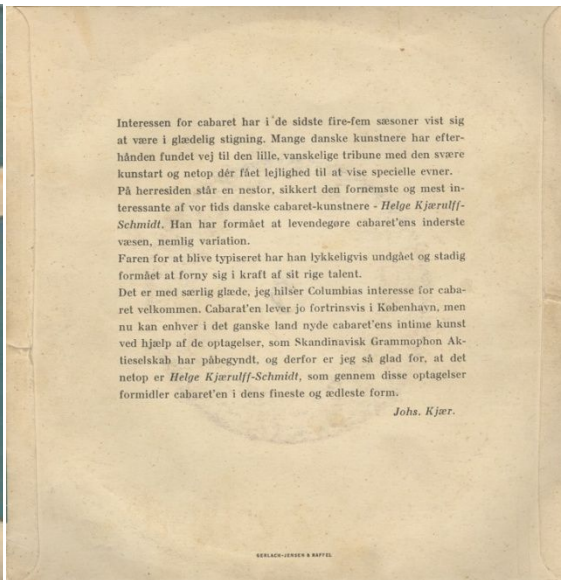 Interessen for cabaret har i de sidste fire-fem sæsoner vist sig
at være i glædelig stigning. Mange danske kunstnere har efter-
hånden fundet vej til den lille, vanskelige tribune med den svære
kunstart og netop dér fået lejlighed til at vise specielle evner.
På herresiden står en nestor, sikkert den fornemste og mest in-
teressante af vor tids danske cabaret-kunstnere - Helge Kjærulff-
Schmidt. Han har formået at levendegøre cabaret'ens inderste
væsen, nemlig variation.
Faren for at blive typiseret har han lykkeligvis undgået og stadig
formået at forny sig i kraft af sit rige talent.
Det er med særlig glæde, jeg hilser Columbias interesse for caba-
ret velkommen. Cabarat'en lever jo fortrinsvis i København, men
nu kan enhver i det ganske land nyde cabaret'ens intime kunst
ved hjælp af de optagelser, som Skandinavisk Grammophon Ak-
tieselskab har påbegyndt, og derfor er jeg så glad for, at det
netop er Helge Kjærulff-Schmidt, som gennem disse optagelser
formidler cabaret'en i dens fineste og ædleste form.
Johs. Kjær.
GERLACH-JENSEN & RAFFEL